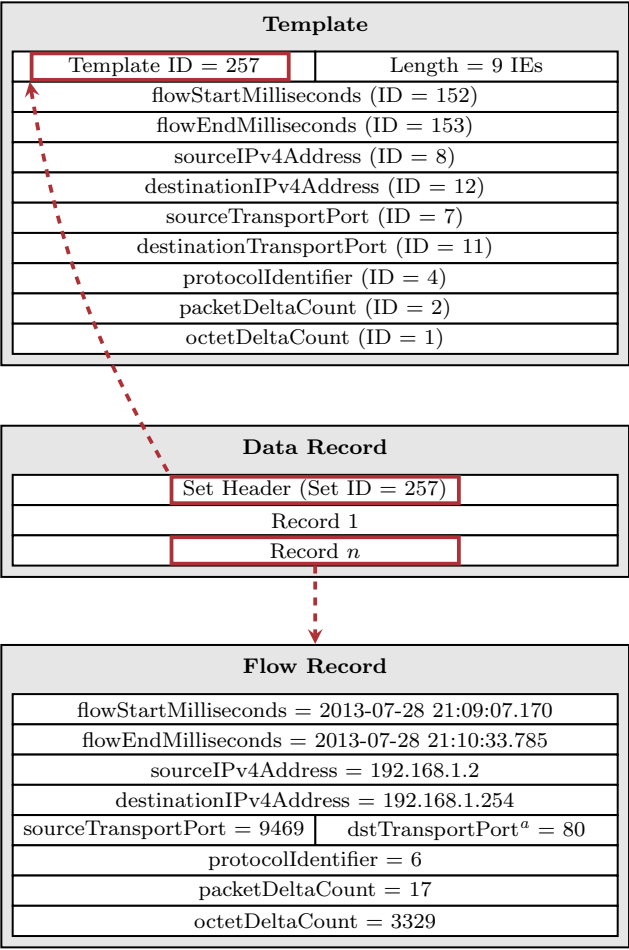 Template
Template ID = 257 Length = 9 IEs
flowStartMilliseconds (ID = 152)
flowEndMilliseconds (ID = 153)
sourceIPv4Address (ID = 8)
destinationIPv4Address (ID = 12)
sourceTransportPort (ID = 7)
destinationTransportPort (ID = 11)
protocolIdentifier (ID = 4)
packetDeltaCount (ID = 2)
octetDeltaCount (ID = 1)
Data Record
Set Header (Set ID = 257)
Record 1
Record n
Flow Record
flowStartMilliseconds = 2013-07-28 21:09:07.170
flowEndMilliseconds = 2013-07-28 21:10:33.785
sourceIPv4Address = 192.168.1.2
destinationIPv4Address = 192.168.1.254
sourceTransportPort = 9469 dstTransportPortᵃ = 80
protocolIdentifier = 6
packetDeltaCount = 17
octetDeltaCount = 3329